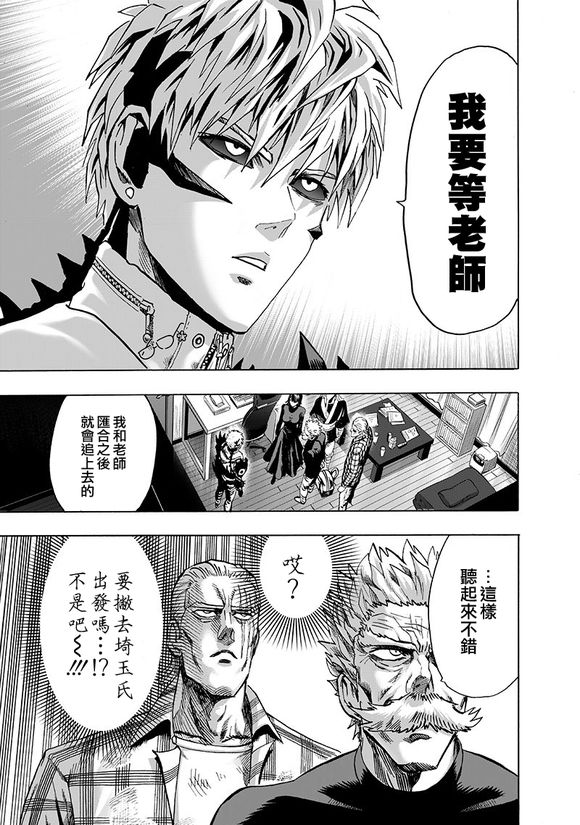 我要等老師
我和老師
匯合之後
就會追上去的
…這樣
聽起來不錯
哎？
要撇去埼玉氏
出發嗎…!?
不是吧～!!!